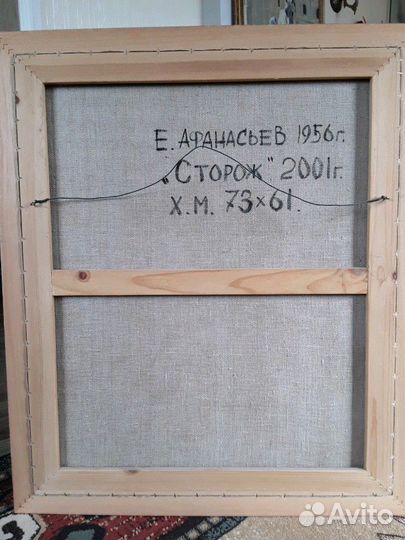 Е. АФАНАСЬЕВ 1956г.
"СТОРОЖ" 2001г.
Х.М. 73×61.
Avito